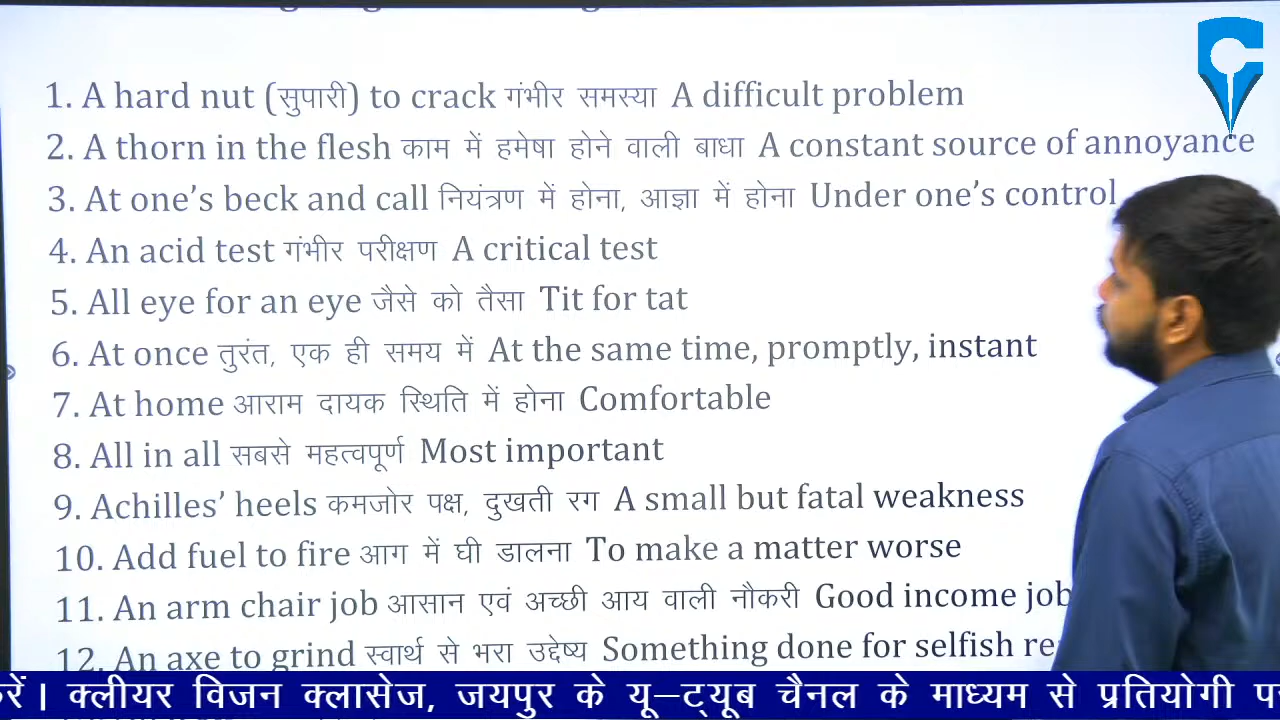 1. A hard nut (सुपारी) to crack गंभीर समस्या A difficult problem
2. A thorn in the flesh काम में हमेषा होने वाली बाधा A constant source of annoyance
3. At one's beck and call नियंत्रण में होना, आज्ञा में होना Under one's control
4. An acid test गंभीर परीक्षण A critical test
5. All eye for an eye जैसे को तैसा Tit for tat
6. At once तुरंत, एक ही समय में At the same time, promptly, instant
7. At home आराम दायक स्थिति में होना Comfortable
8. All in all सबसे महत्वपूर्ण Most important
9. Achilles' heels कमजोर पक्ष, दुखती रग A small but fatal weakness
10. Add fuel to fire आग में घी डालना To make a matter worse
11. An arm chair job आसान एवं अच्छी आय वाली नौकरी Good income job
12. An axe to grind स्वार्थ से भरा उद्देष्य Something done for selfish
क्लीयर विजन क्लासेज, जयपुर के यू–ट्यूब चैनल के माध्यम से प्रतियोगी